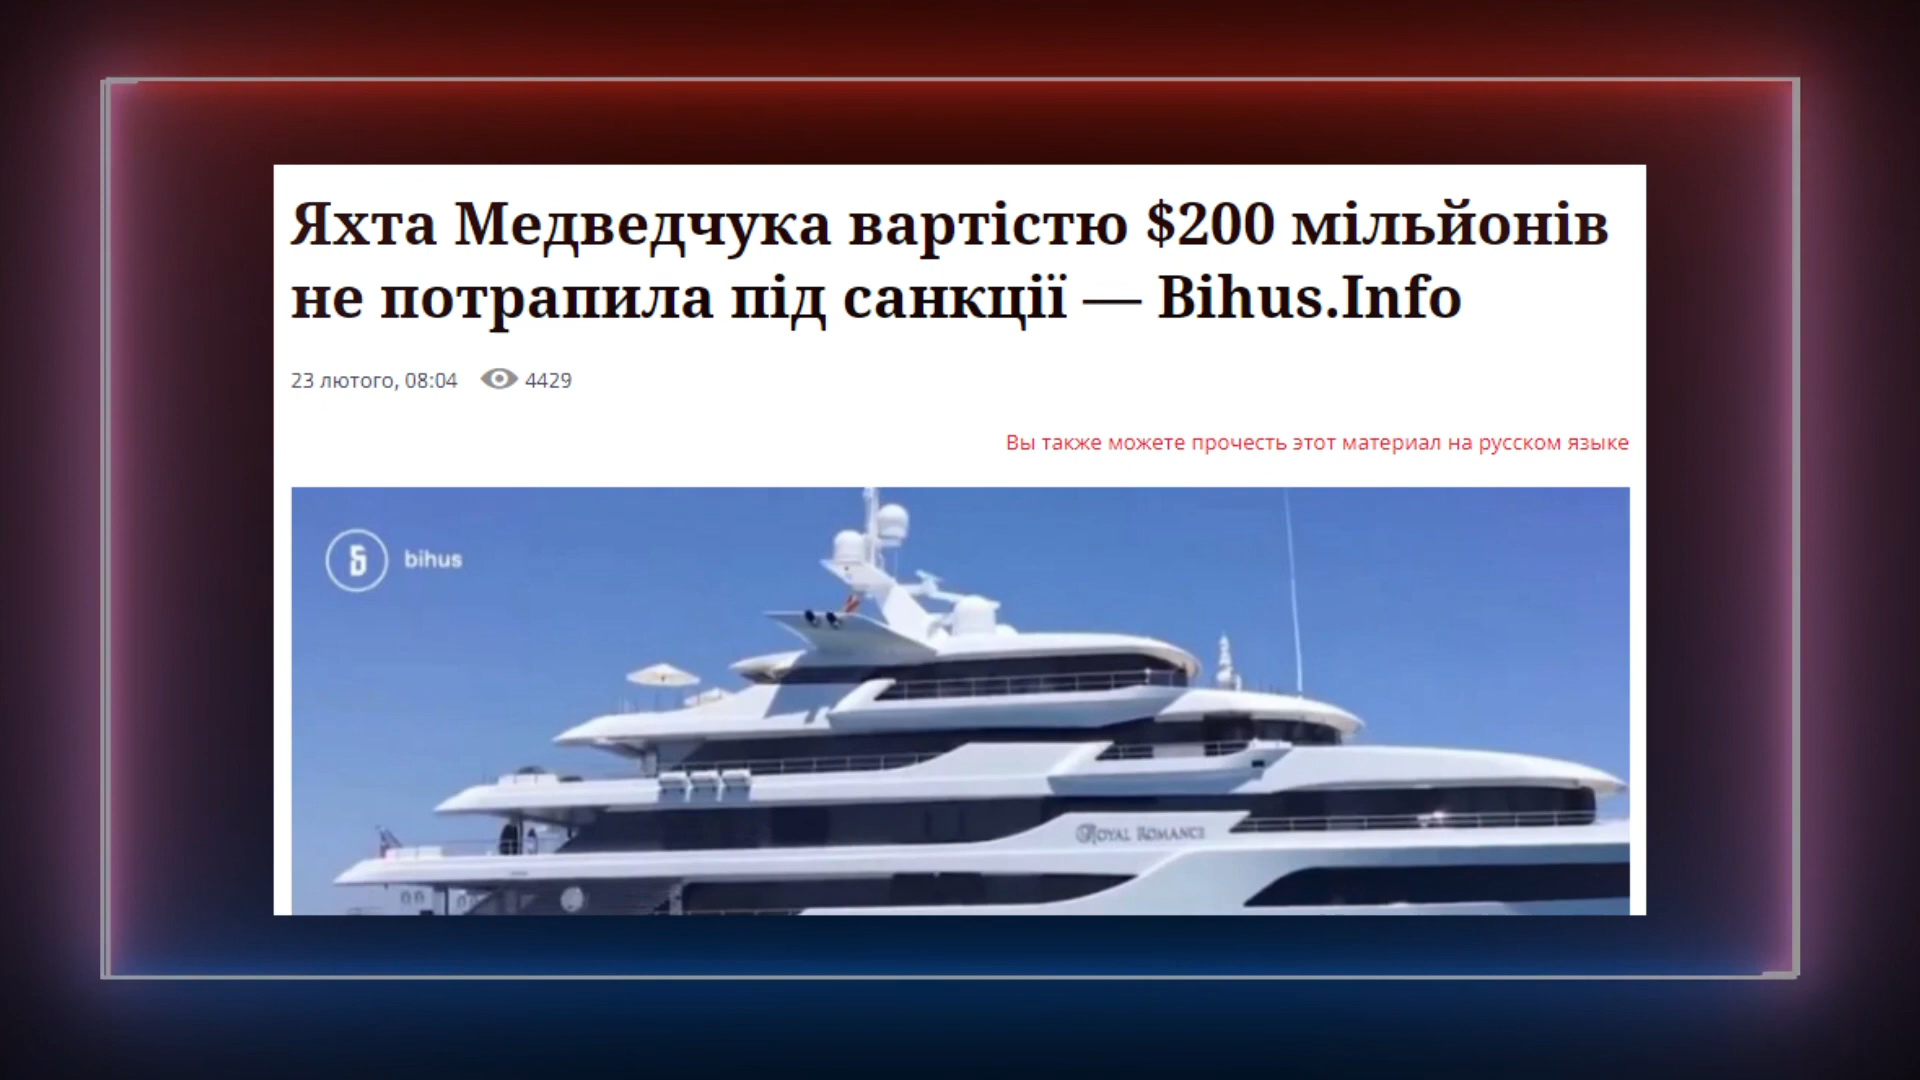 Яхта Медведчука вартістю $200 мільйонів
не потрапила під санкції — Bihus.Info
23 лютого, 08:04 4429
Вы также можете прочесть этот материал на русском языке
bihus
ROYAL ROMANCE